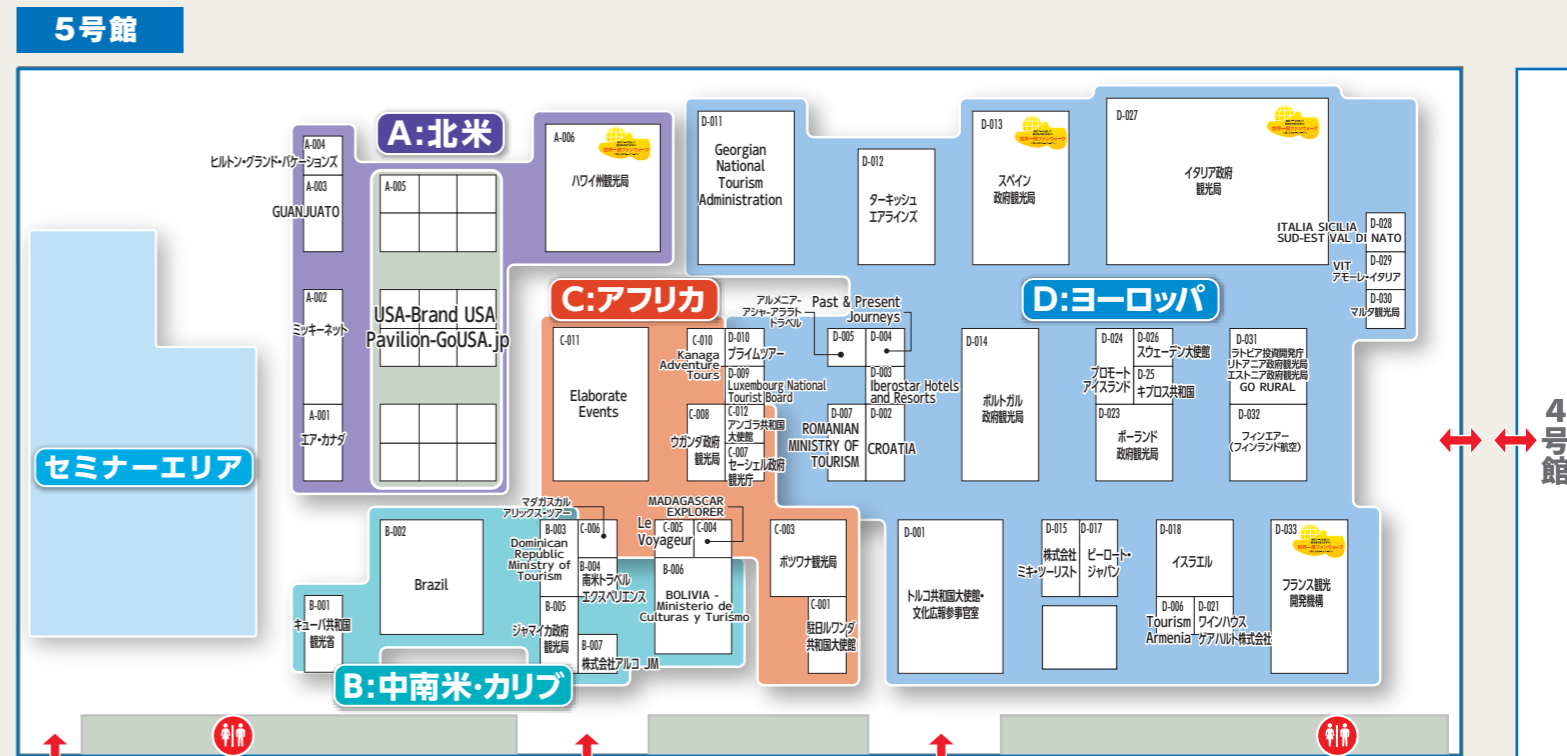 5号館
A:北米
A-004
ヒルトン・グランド・バケーションズ
A-003
GUANJUATO
A-002
ミッキーネット
A-001
エア・カナダ
A-005
USA-Brand USA
Pavilion-GoUSA.jp
A-006
ハワイ州観光局
セミナーエリア
B:中南米・カリブ
B-001
キューバ共和国
観光省
B-002
Brazil
B-003
Dominican
Republic
Ministry of
Tourism
B-004
南米トラベル
エクスペリエンス
B-005
ジャマイカ政府
観光局
B-007
株式会社アルコ JM
B-006
BOLIVIA -
Ministerio de
Culturas y Turismo
C:アフリカ
C-011
Elaborate
Events
C-010
Kanaga
Adventure
Tours
C-008
ウガンダ政府
観光局
C-012
アンゴラ共和国
大使館
C-007
セーシェル政府
観光庁
マダガスカル
アリックス・ツアー
C-006
MADAGASCAR
EXPLORER
Le
Voyageur
C-005
C-004
C-003
ボツワナ観光局
C-001
駐日ルワンダ
共和国大使館
D:ヨーロッパ
D-011
Georgian
National
Tourism
Administration
D-012
ターキッシュ
エアラインズ
D-013
スペイン
政府観光局
D-027
イタリア政府
観光局
ITALIA SICILIA
SUD-EST VAL DI NATO
D-028
VIT
アモーレ・イタリア
D-029
D-030
マルタ観光局
D-010
プライムツアー
D-009
Luxembourg National
Tourist Board
アルメニアー
アシャーアララト
トラベル
D-005
Past & Present
Journeys
D-004
D-003
Iberostar Hotels
and Resorts
D-007
ROMANIAN
MINISTRY OF
TOURISM
D-002
CROATIA
D-014
ポルトガル
政府観光局
D-024
プロモート
アイスランド
D-026
スウェーデン大使館
D-25
キプロス共和国
D-023
ポーランド
政府観光局
D-031
ラトビア投資開発庁
リトアニア政府観光局
エストニア政府観光局
GO RURAL
D-032
フィンエアー
(フィンランド航空)
D-001
トルコ共和国大使館・
文化広報参事官室
D-015
株式会社
ミキ・ツーリスト
D-017
ピーロート・
ジャパン
D-018
イスラエル
D-006
Tourism
Armenia
D-021
ワインハウス
ゲアハルト株式会社
D-033
フランス観光
開発機構
4号館